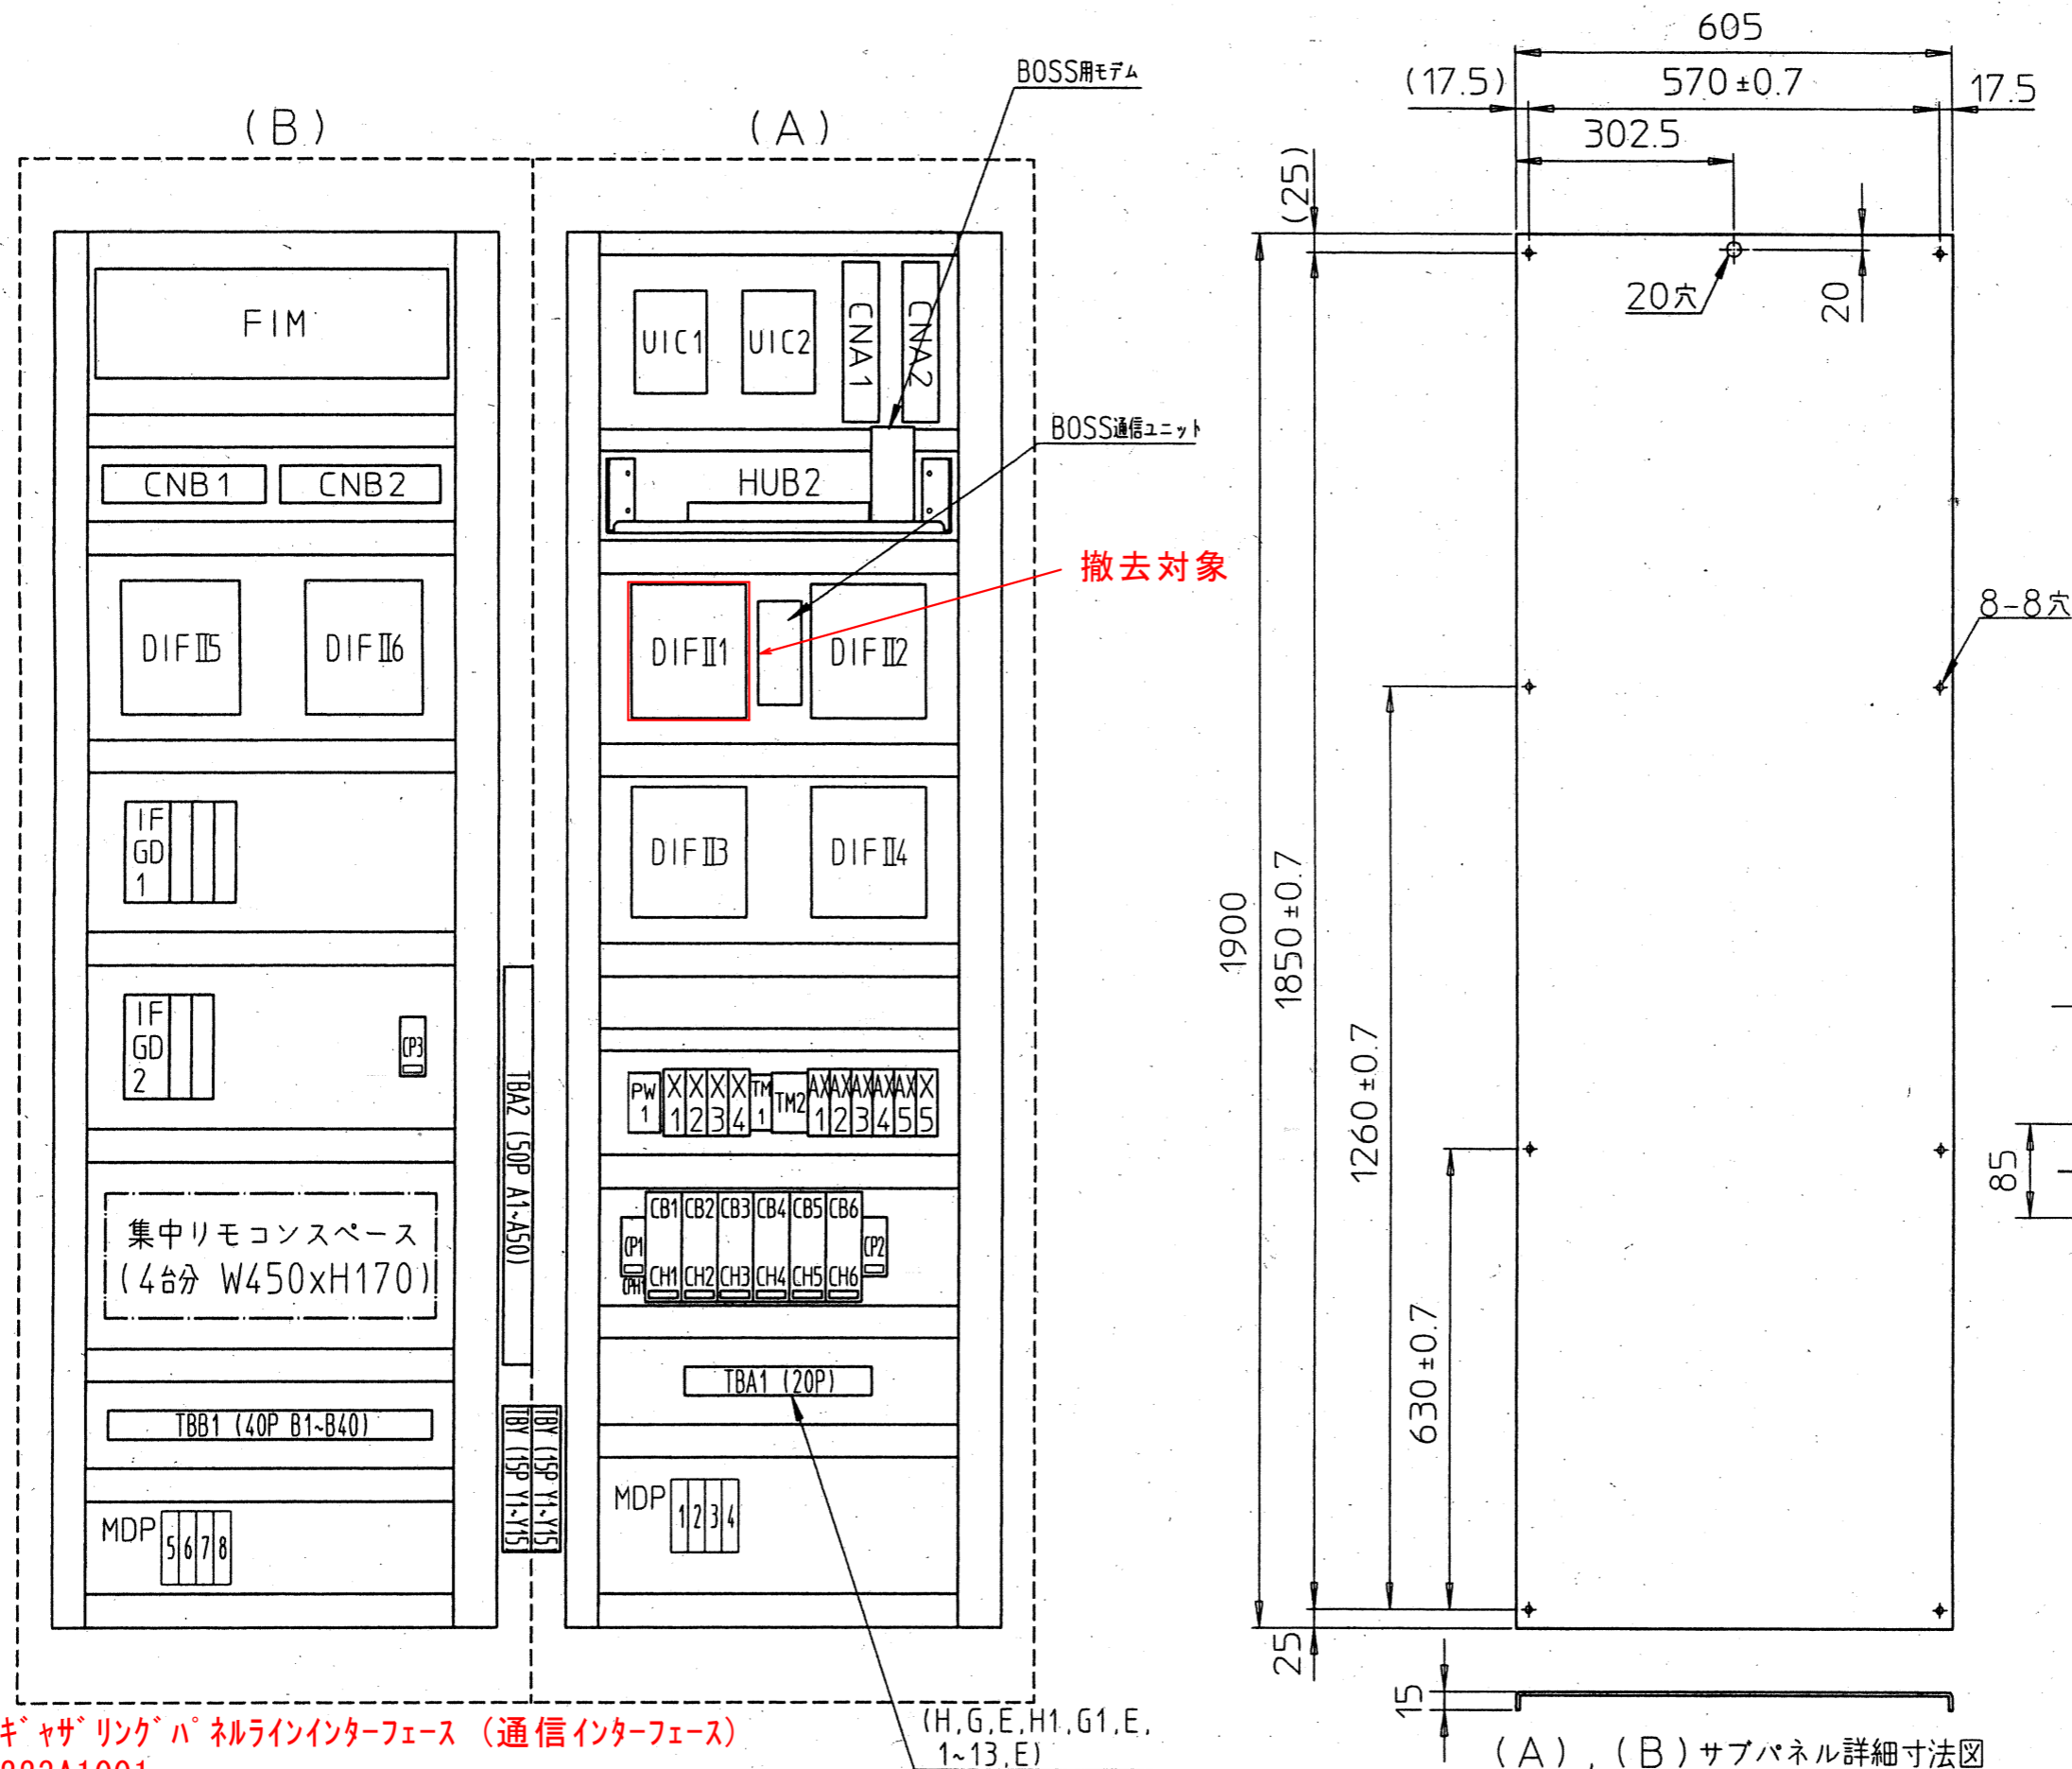 (B)
(A)
BOSS用モデム
FIM
UIC1
UIC2
CNA1
CNA2
BOSS通信ユニット
CNB1
CNB2
HUB2
撤去対象
DIFⅡ5
DIFⅡ6
DIFⅡ1
DIFⅡ2
IF
GD
1
DIFⅡ3
DIFⅡ4
IF
GD
2
CP3
TBA2 (50P A1~A50)
PW
1
X
1
X
2
X
3
X
4
TM
1
TM2
AX
1
AX
2
AX
3
AX
4
AX
5
X
5
集中リモコンスペース
(4台分 W450xH170)
CP1
CPH1
CB1
CB2
CB3
CB4
CB5
CB6
CH1
CH2
CH3
CH4
CH5
CH6
CP2
TBA1 (20P)
TBB1 (40P B1~B40)
TBY (15P Y1~Y15
TBY (15P Y1~Y15
MDP
5
6
7
8
MDP
1
2
3
4
(H,G,E,H1,G1,E,
1~13,E)
ギャザリングパネルラインインターフェース (通信インターフェース)
605
(17.5)
570±0.7
17.5
302.5
(25)
20穴
20
8-8穴
1900
1850±0.7
1260±0.7
630±0.7
85
25
15
(A),(B)サブパネル詳細寸法図